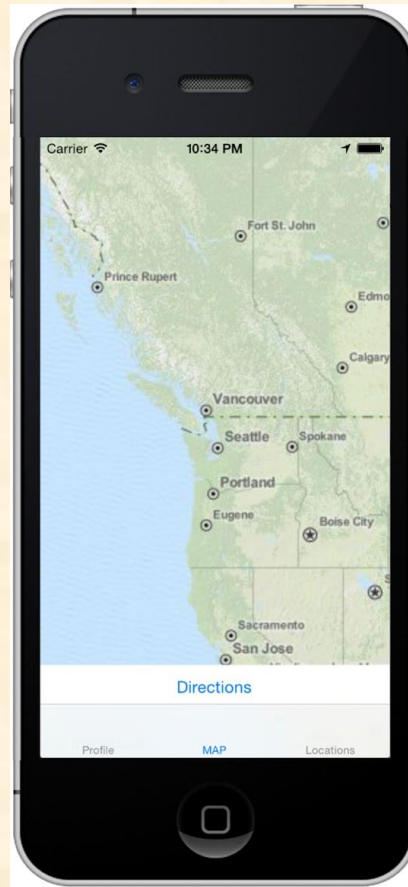 Carrier 10:34 PM
Fort St. John
Prince Rupert
Edmo
Calgary
Vancouver
Seattle
Spokane
Portland
Eugene
Boise City
S
Sacramento
San Jose
Directions
Profile MAP Locations